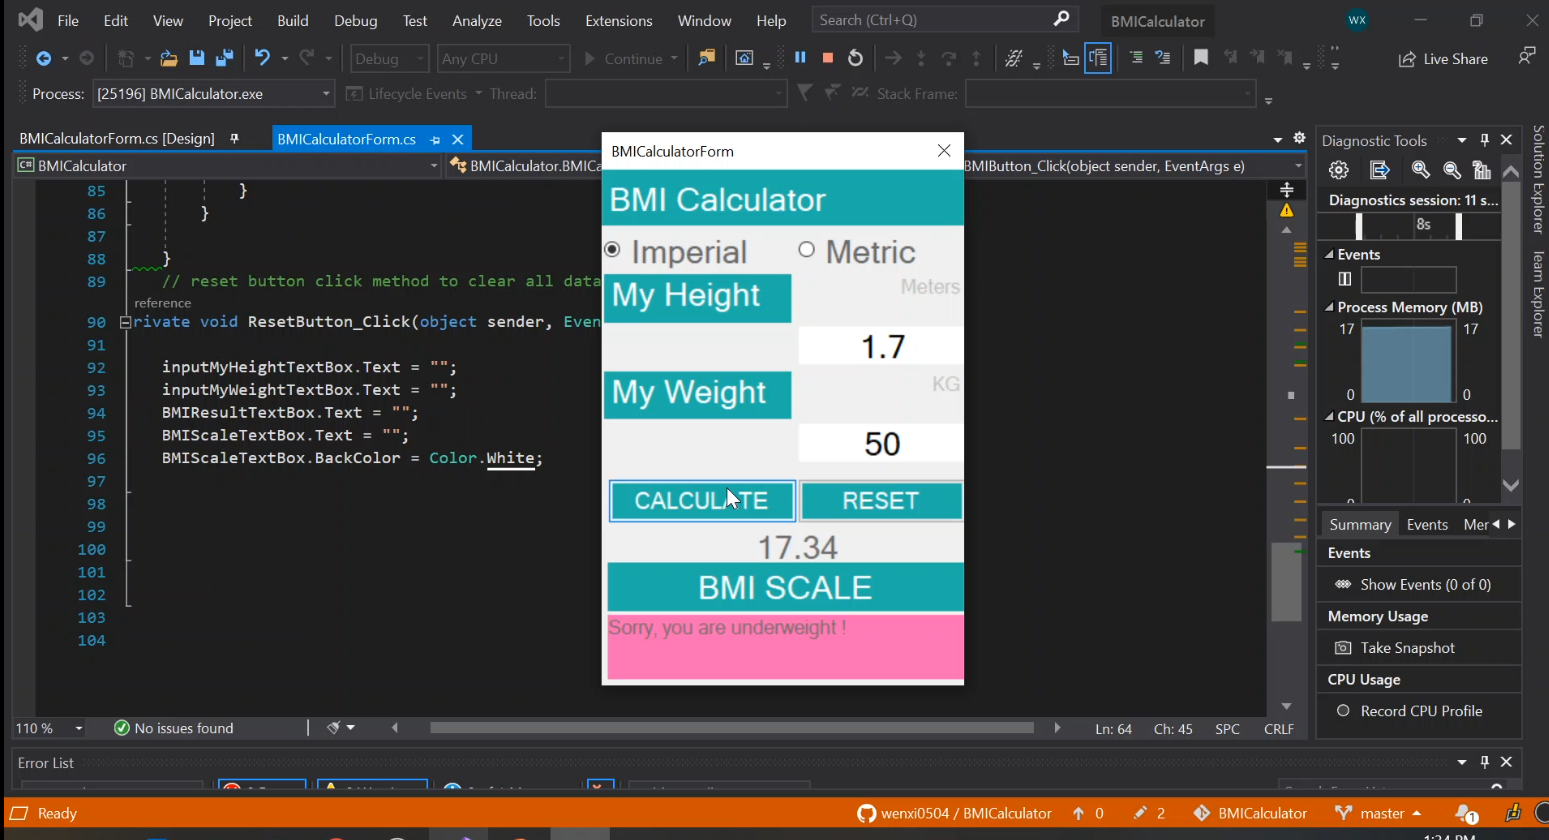 File Edit View Project Build Debug Test Analyze Tools Extensions Window Help Search (Ctrl+Q) BMICalculator WX
Debug Any CPU Continue Live Share
Process: [25196] BMICalculator.exe Lifecycle Events Thread: Stack Frame:
BMICalculatorForm.cs [Design] BMICalculatorForm.cs
C# BMICalculator BMICalculator.BMICa BMIButton_Click(object sender, EventArgs e)
85 }
86 }
87
88 }
89 // reset button click method to clear all data
reference
90 rivate void ResetButton_Click(object sender, Even
91
92 inputMyHeightTextBox.Text = "";
93 inputMyWeightTextBox.Text = "";
94 BMIResultTextBox.Text = "";
95 BMIScaleTextBox.Text = "";
96 BMIScaleTextBox.BackColor = Color.White;
97
98
99
100
101
102
103
104
BMICalculatorForm
BMI Calculator
Imperial Metric
My Height Meters
1.7
My Weight KG
50
CALCULATE RESET
17.34
BMI SCALE
Sorry, you are underweight !
Diagnostic Tools
Diagnostics session: 11 s...
8s
Events
Process Memory (MB)
17 17
0 0
CPU (% of all processo...
100 100
Summary Events Mer
Events
Show Events (0 of 0)
Memory Usage
Take Snapshot
CPU Usage
Record CPU Profile
Solution Explorer
Team Explorer
110 % No issues found Ln: 64 Ch: 45 SPC CRLF
Error List
Ready wenxi0504 / BMICalculator 0 2 BMICalculator master 1